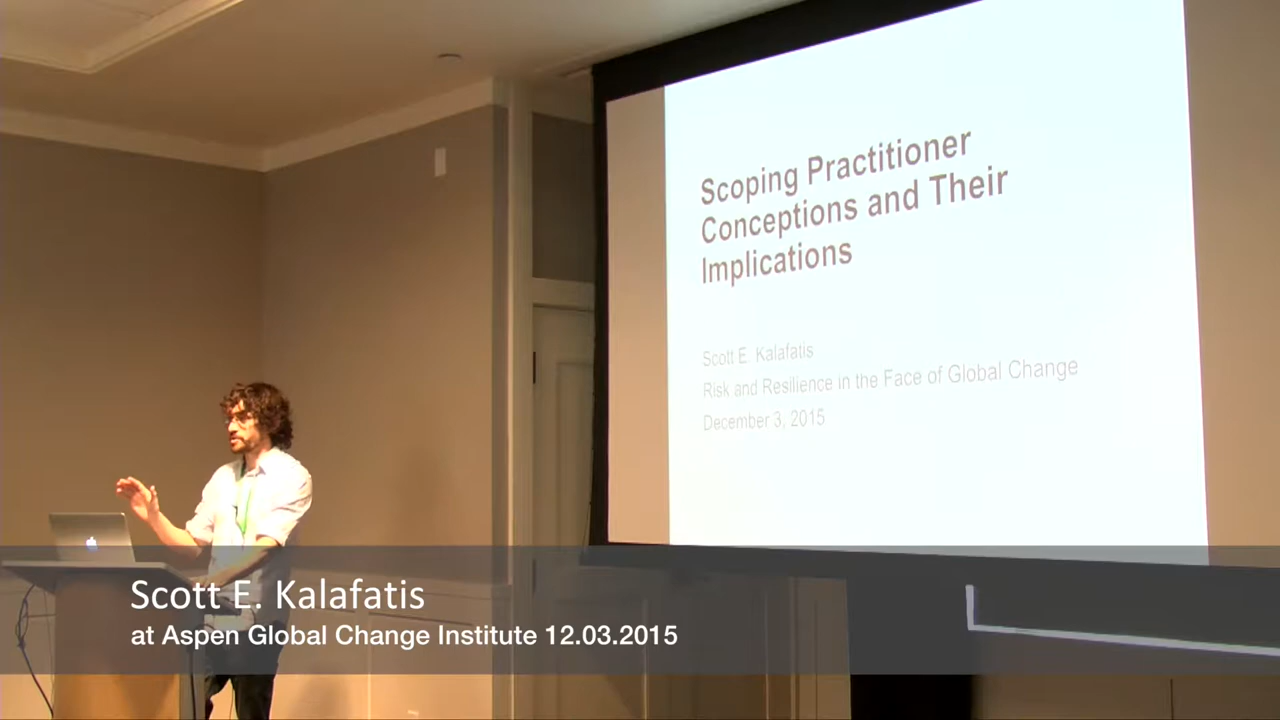 Scoping Practitioner
Conceptions and Their
Implications
Scott E. Kalafatis
Risk and Resilience in the Face of Global Change
December 3, 2015
Scott E. Kalafatis
at Aspen Global Change Institute 12.03.2015